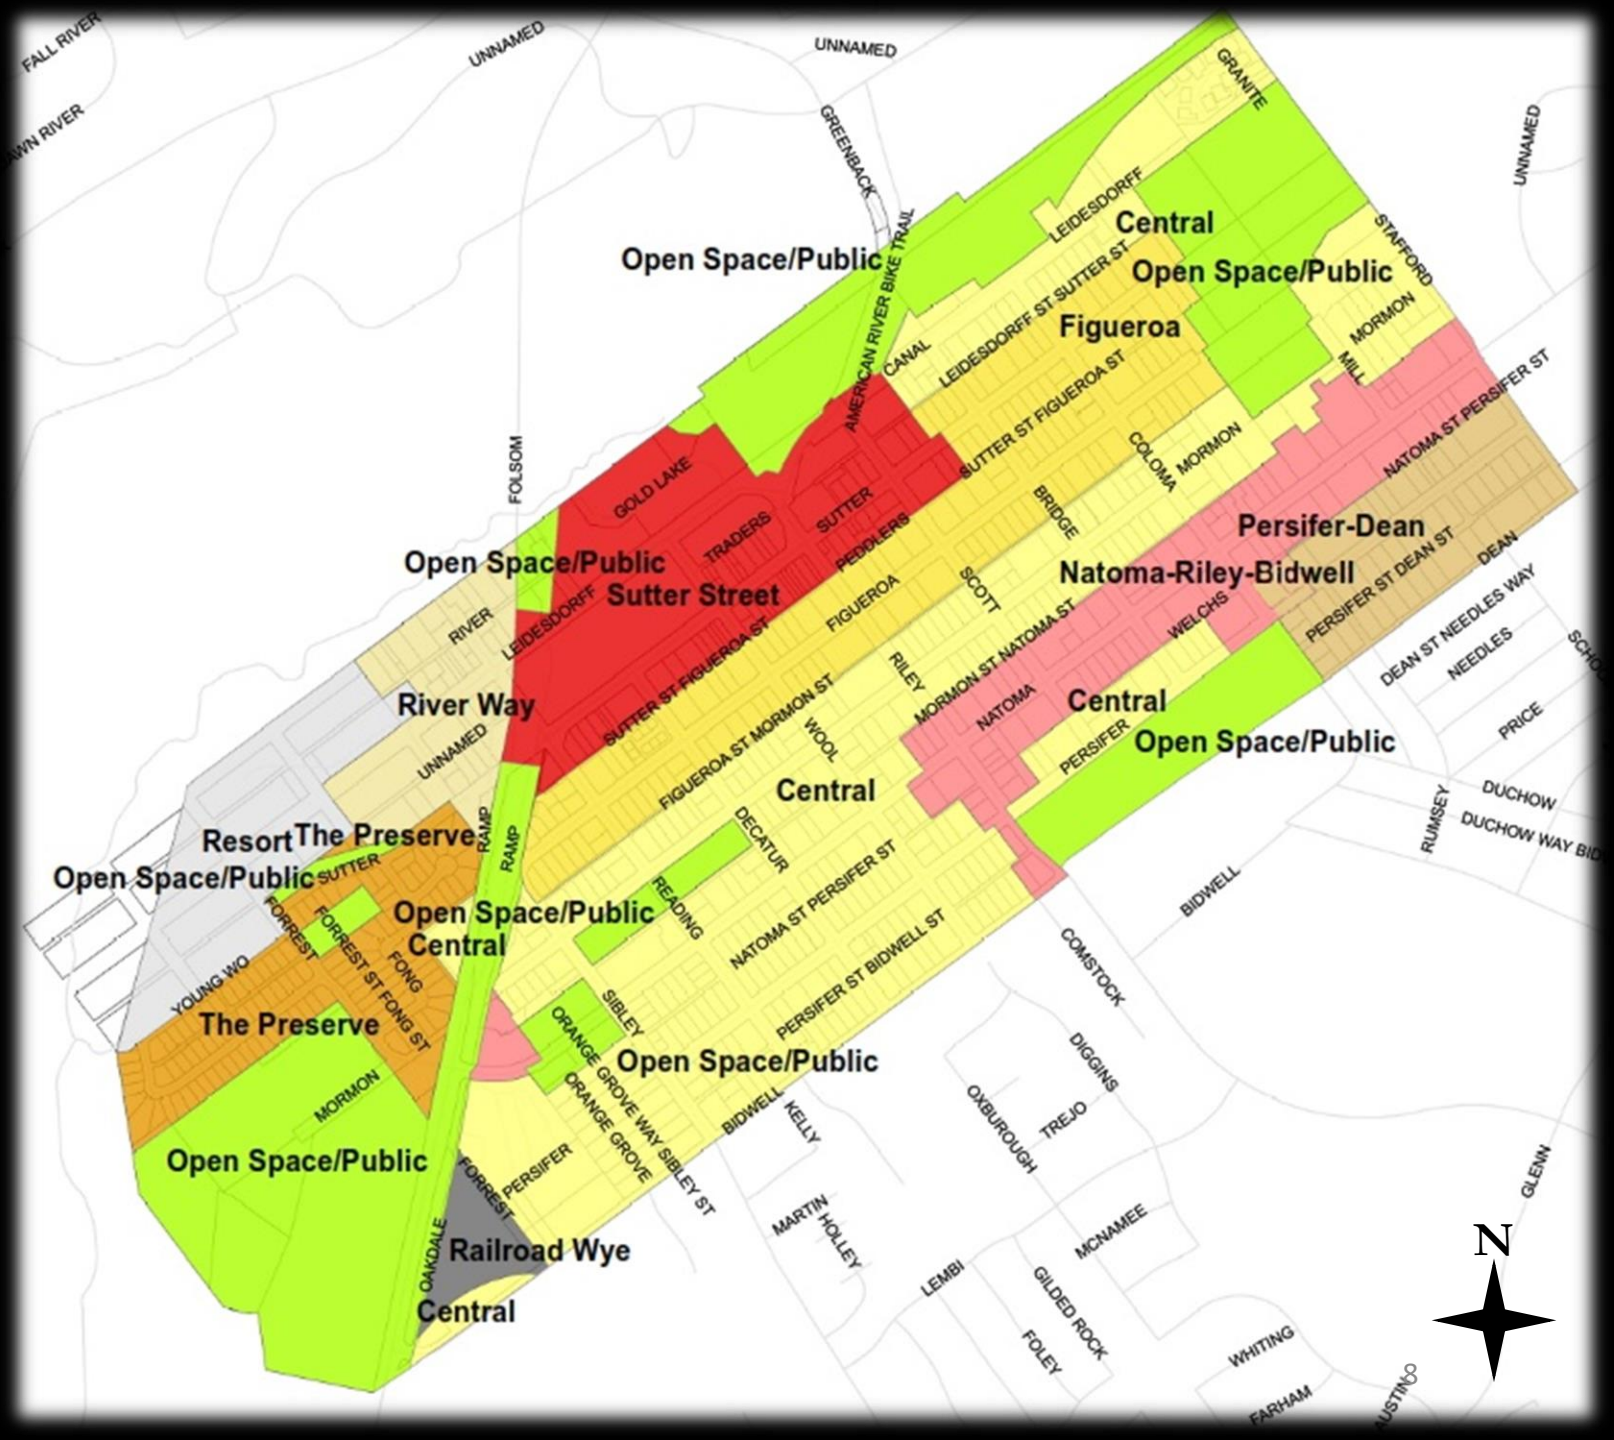 FALL RIVER
UNNAMED
UNNAMED
GRANITE
AWN RIVER
GREENBACK
UNNAMED
LEIDESDORFF
AMERICAN RIVER BIKE TRAIL
Central
STAFFORD
Open Space/Public
Open Space/Public
LEIDESDORFF ST SUTTER ST
Figueroa
MORMON
CANAL
MILL
SUTTER ST FIGUEROA ST
NATOMA ST PERSIFER ST
FOLSOM
GOLD LAKE
COLOMA
MORMON
SUTTER
TRADERS
PEDDLERS
BRIDGE
Persifer-Dean
Open Space/Public
Natoma-Riley-Bidwell
DEAN
PERSIFER ST DEAN ST
Sutter Street
FIGUEROA
SCOTT
LEIDESDORFF
RIVER
WELCHS
DEAN ST NEEDLES WAY
NEEDLES
SCHO
SUTTER ST FIGUEROA ST
MORMON ST NATOMA ST
RILEY
River Way
NATOMA
Central
PRICE
UNNAMED
FIGUEROA ST MORMON ST
WOOL
PERSIFER
Open Space/Public
Central
DUCHOW
DUCHOW WAY BID
RUMSEY
RAMP
RAMP
Resort
The Preserve
DECATUR
SUTTER
Open Space/Public
READING
NATOMA ST PERSIFER ST
BIDWELL
FORREST
FORREST ST FONG ST
Open Space/Public
Central
FONG
PERSIFER ST BIDWELL ST
COMSTOCK
YOUNG WO
The Preserve
SIBLEY
ORANGE GROVE WAY SIBLEY ST
Open Space/Public
DIGGINS
MORMON
ORANGE GROVE
BIDWELL
KELLY
OXBUROUGH
TREJO
Open Space/Public
FORREST
PERSIFER
GLENN
MARTIN
HOLLEY
MCNAMEE
N
OAKDALE
Railroad Wye
LEMBI
GILDED ROCK
Central
FOLEY
WHITING
FARHAM
AUSTIN